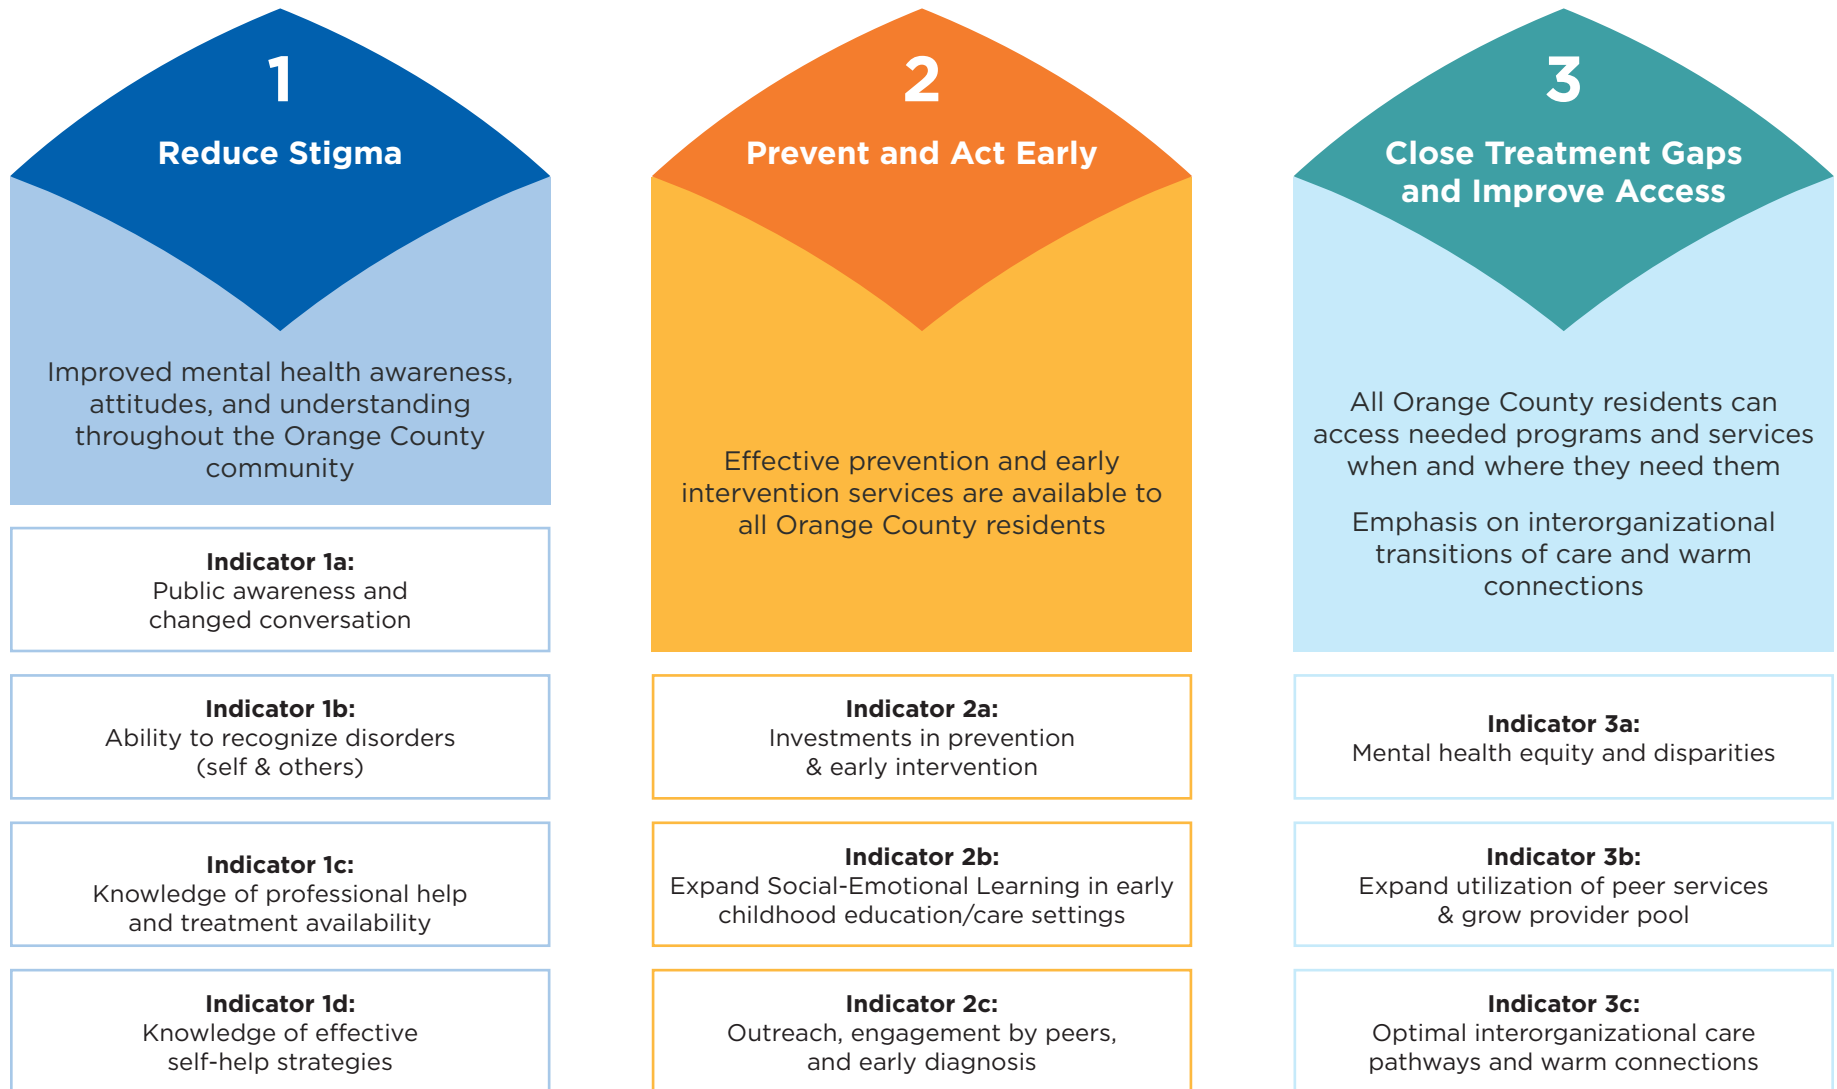 1
Reduce Stigma
Improved mental health awareness,
attitudes, and understanding
throughout the Orange County
community
Indicator 1a:
Public awareness and
changed conversation
Indicator 1b:
Ability to recognize disorders
(self & others)
Indicator 1c:
Knowledge of professional help
and treatment availability
Indicator 1d:
Knowledge of effective
self-help strategies
2
Prevent and Act Early
Effective prevention and early
intervention services are available to
all Orange County residents
Indicator 2a:
Investments in prevention
& early intervention
Indicator 2b:
Expand Social-Emotional Learning in early
childhood education/care settings
Indicator 2c:
Outreach, engagement by peers,
and early diagnosis
3
Close Treatment Gaps
and Improve Access
All Orange County residents can
access needed programs and services
when and where they need them
Emphasis on interorganizational
transitions of care and warm
connections
Indicator 3a:
Mental health equity and disparities
Indicator 3b:
Expand utilization of peer services
& grow provider pool
Indicator 3c:
Optimal interorganizational care
pathways and warm connections